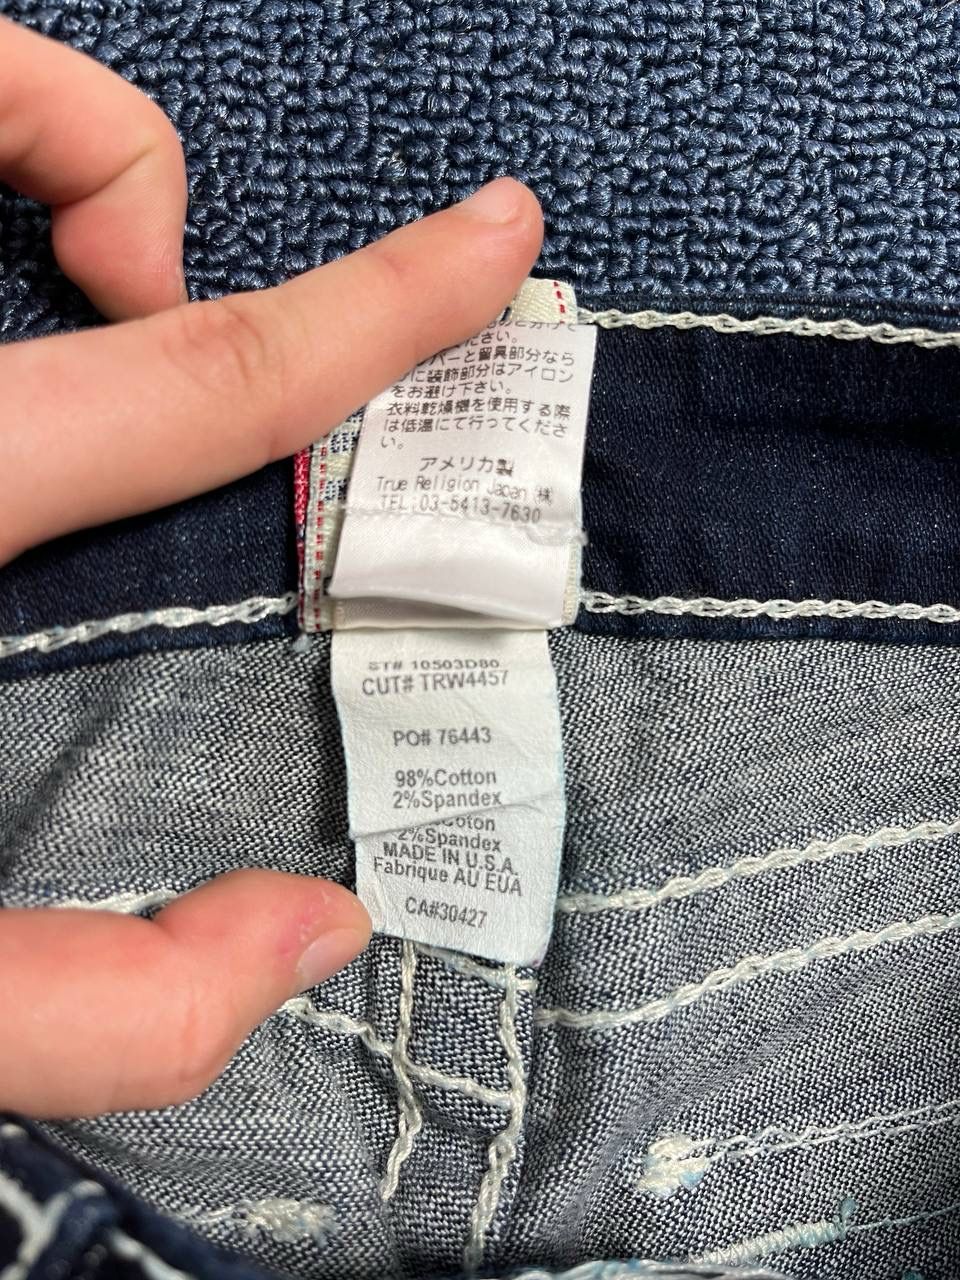 ださい。
バーと留具部分なら
びに装飾部分はアイロン
をお避け下さい。
衣料乾燥機を使用する際
は低温にて行ってくださ
い。
アメリカ製
True Religion Japan ㈱
TEL:03-5413-7630
ST# 10503D80
CUT# TRW4457
PO# 76443
98%Cotton
2%Spandex
2%Spandex
MADE IN U.S.A.
Fabrique AU EUA
CA#30427